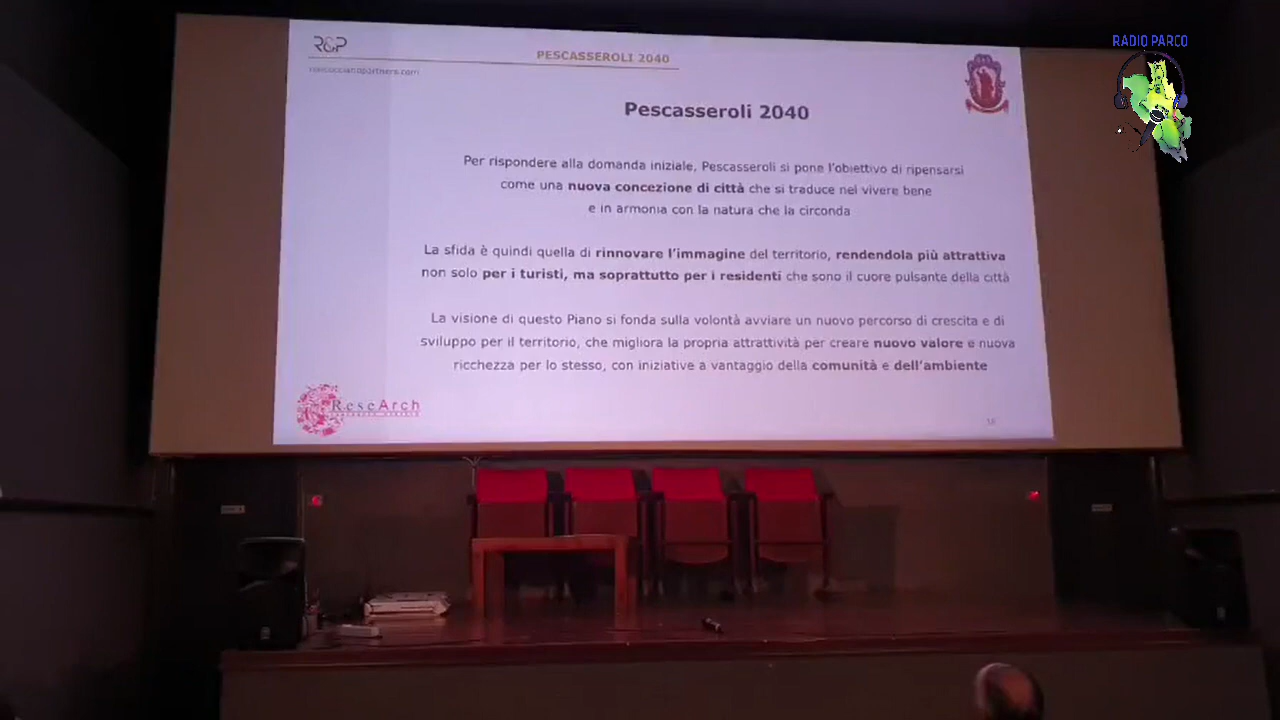 RADIO PARCO
R&P
PESCASSEROLI 2040
Pescasseroli 2040
Per rispondere alla domanda iniziale, Pescasseroli si pone l'obiettivo di ripensarsi
come una nuova concezione di città che si traduce nel vivere bene
e in armonia con la natura che la circonda
La sfida è quindi quella di rinnovare l'immagine del territorio, rendendola più attrattiva
non solo per i turisti, ma soprattutto per i residenti che sono il cuore pulsante della città
La visione di questo Piano si fonda sulla volontà avviare un nuovo percorso di crescita e di
sviluppo per il territorio, che migliora la propria attrattività per creare nuovo valore e nuova
ricchezza per lo stesso, con iniziative a vantaggio della comunità e dell'ambiente
ReseArch